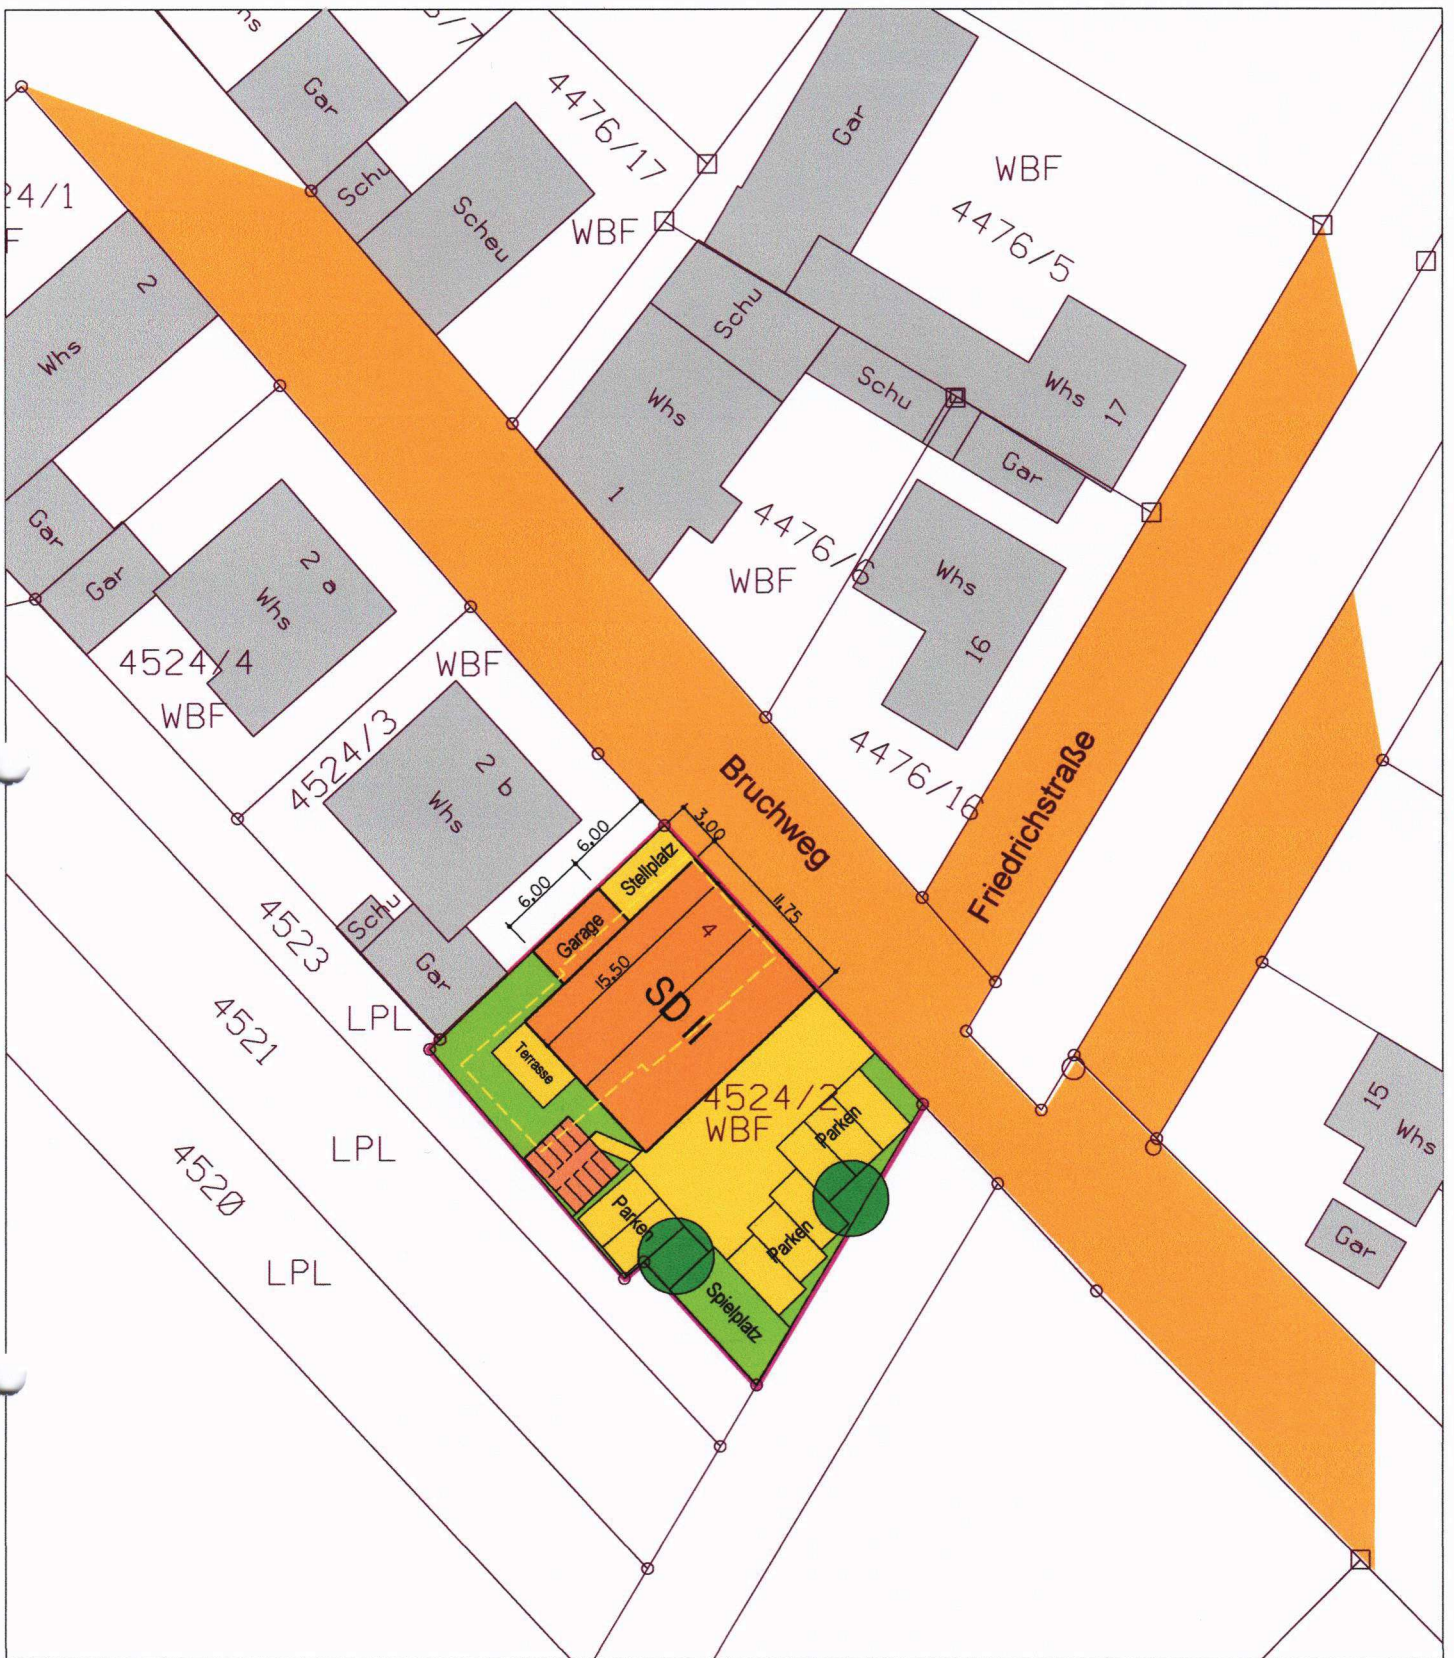 Gar
Schu
Scheu
4476/17
WBF
Gar
WBF
4476/5
24/1
F
2
Whs
Schu
Whs
1
Schu
Whs
17
Gar
Gar
Gar
2 a
Whs
4524/4
WBF
4476/6
WBF
Whs
16
4476/16
WBF
4524/3
2 b
Whs
Schu
Gar
Bruchweg
Friedrichstraße
3,00
6,00
6,00
11,75
Stellplatz
Garage
4
15,50
SD II
Terrasse
4524/2
WBF
Parken
Parken
Parken
Spielplatz
4523
LPL
4521
LPL
4520
LPL
15
Whs
Gar